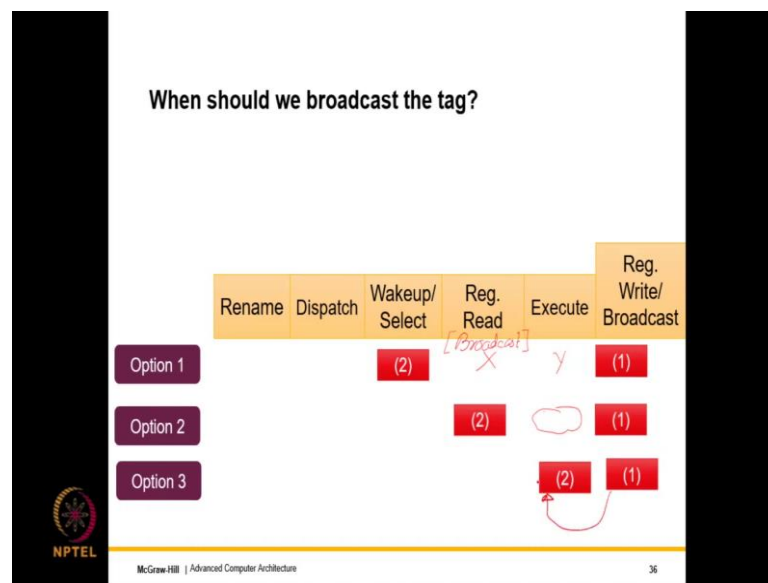 When should we broadcast the tag?
Reg.
Write/
Broadcast
Rename Dispatch Wakeup/
Select Reg.
Read Execute
[Broadcast]
Option 1 (2) X Y (1)
Option 2 (2) (1)
Option 3 (2) (1)
NPTEL
McGraw-Hill | Advanced Computer Architecture 36